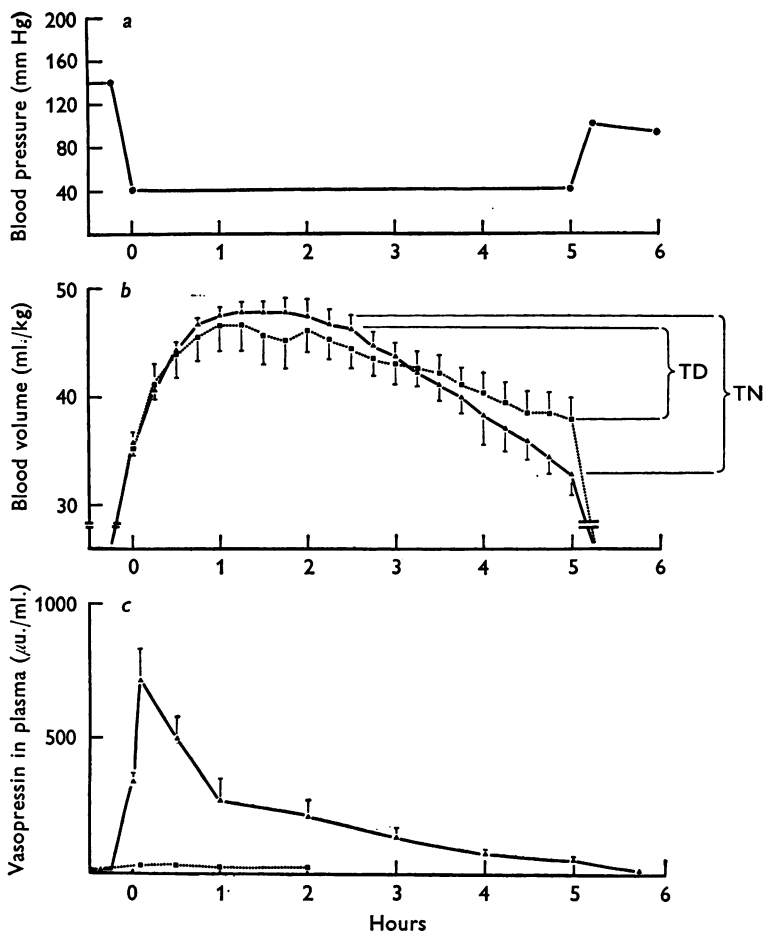 a
Blood pressure (mm Hg)
200
160
120
80
40
0 1 2 3 4 5 6
b
Blood volume (ml./kg)
50
40
30
TD
TN
0 1 2 3 4 5 6
c
Vasopressin in plasma (μu./ml.)
1000
500
0 1 2 3 4 5 6
Hours